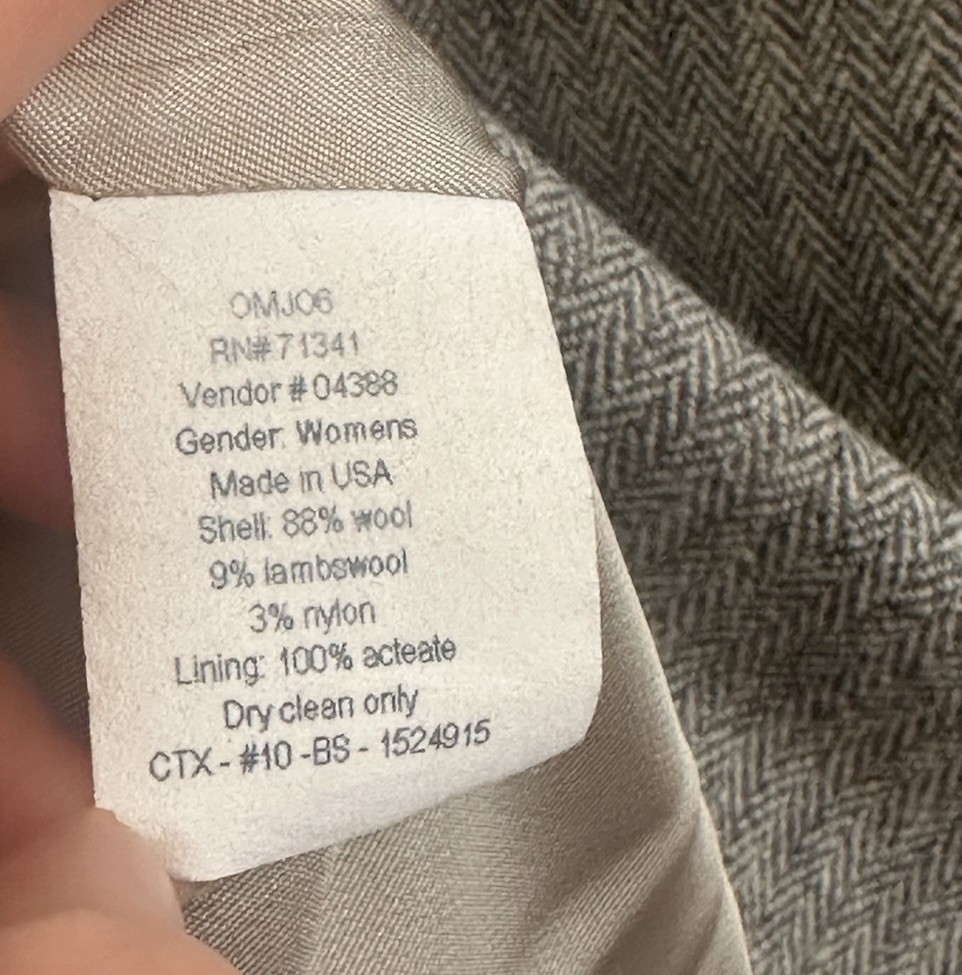 OMJ06
RN# 71341
Vendor # 04388
Gender: Womens
Made in USA
Shell: 88% wool
9% lambswool
3% nylon
Lining: 100% acteate
Dry clean only
CTX - #10 -BS - 1524915